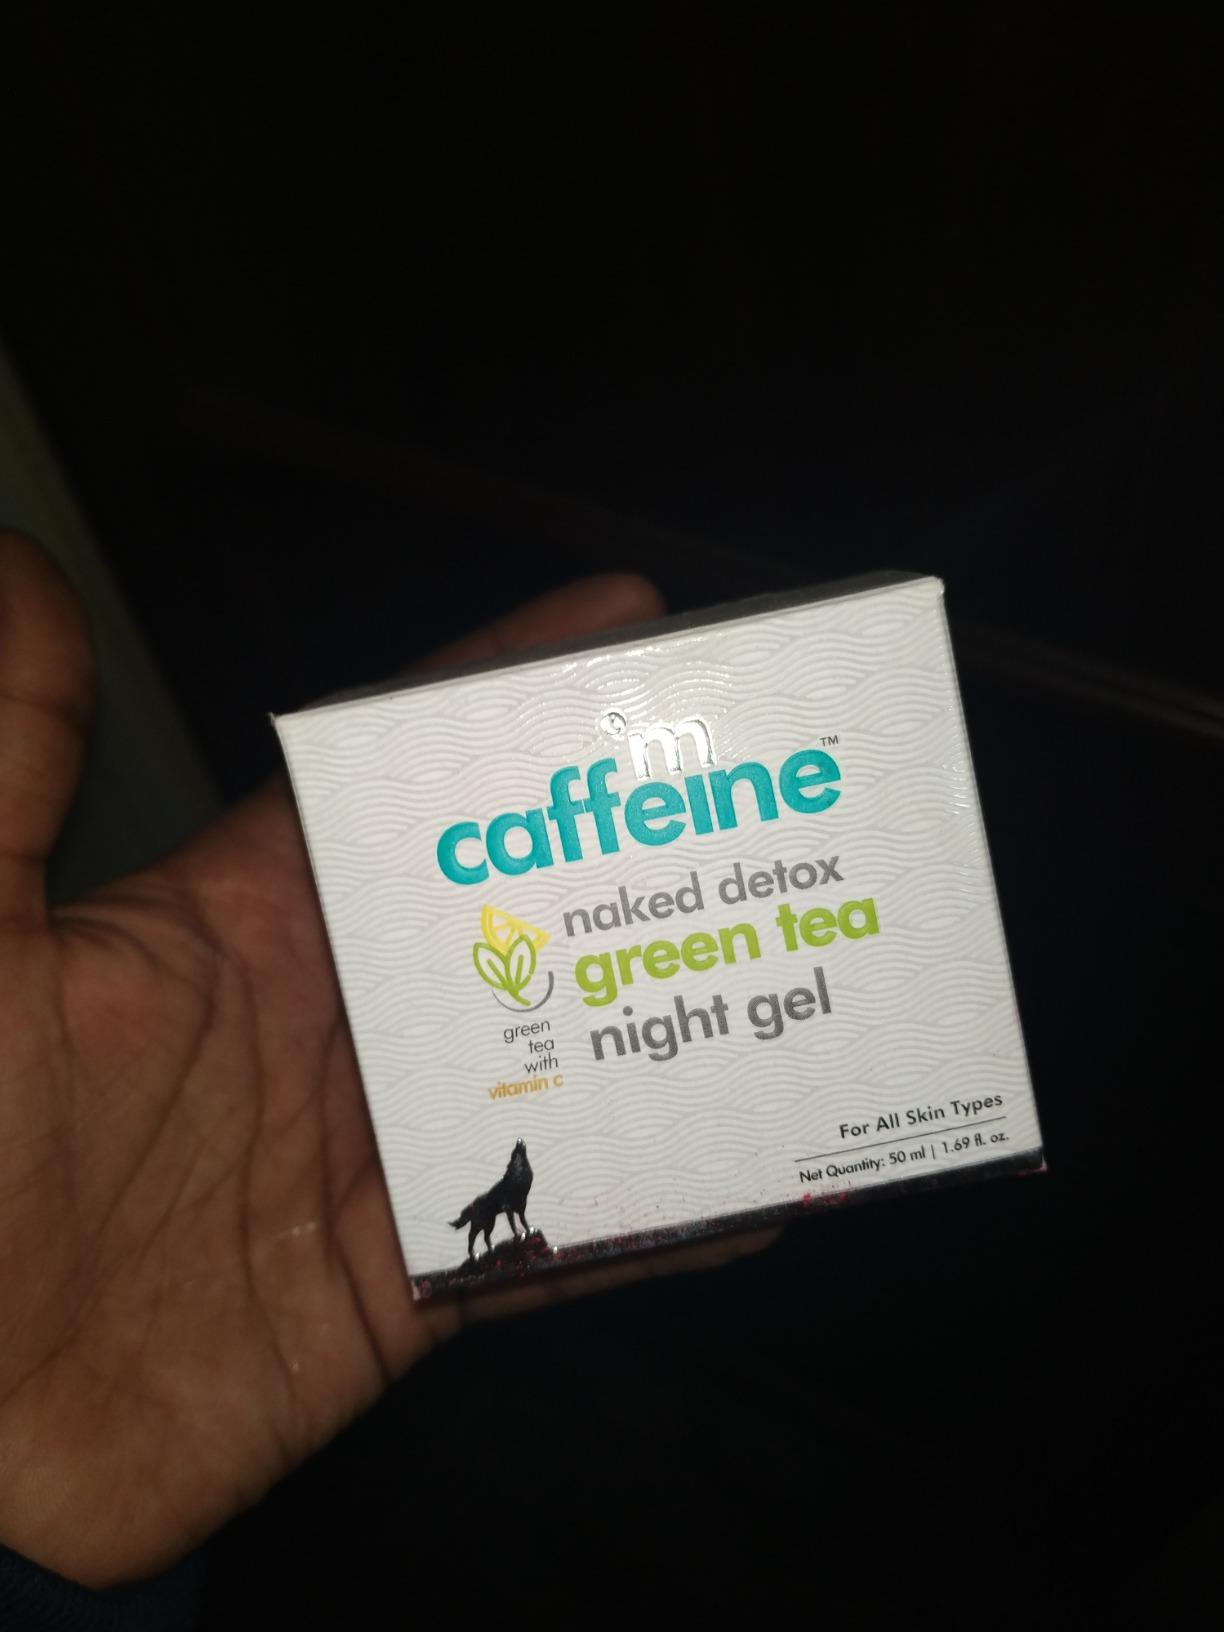 m
caffeine™
naked detox
green tea
night gel
green
tea
with
vitamin c
For All Skin Types
Net Quantity: 50 ml | 1.69 fl. oz.